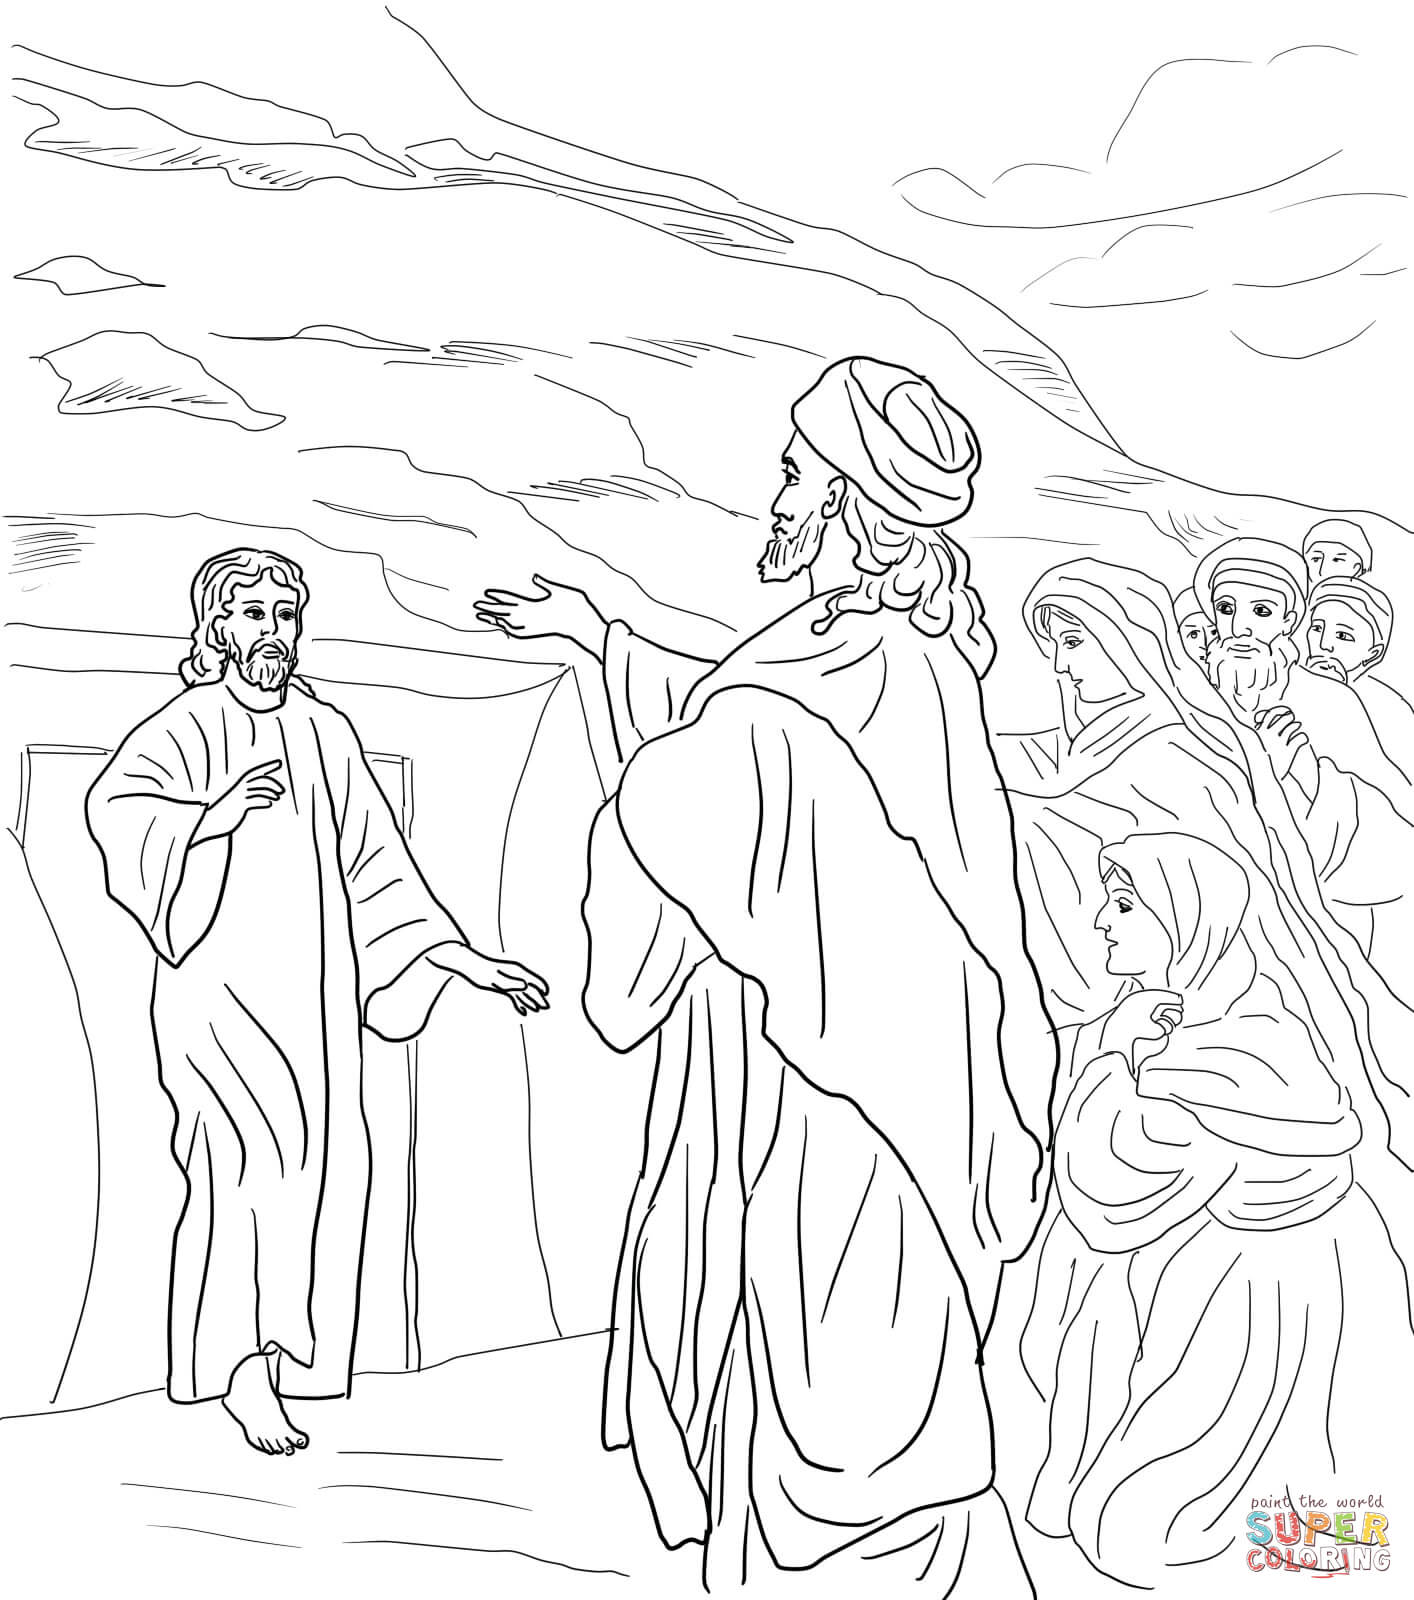 paint the world
SUPER
COLORING